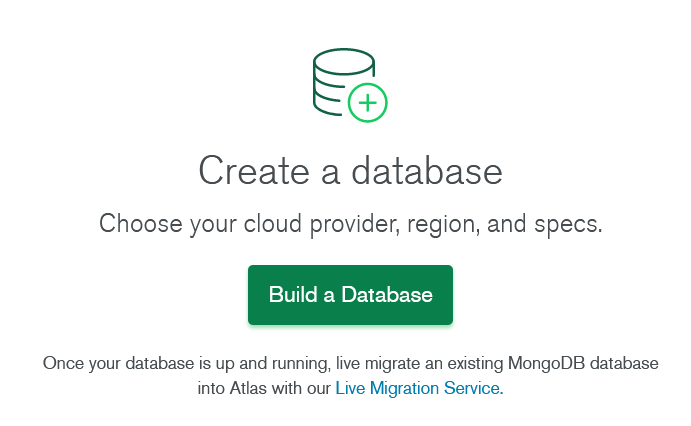 Create a database
Choose your cloud provider, region, and specs.
Build a Database
Once your database is up and running, live migrate an existing MongoDB database
into Atlas with our Live Migration Service.